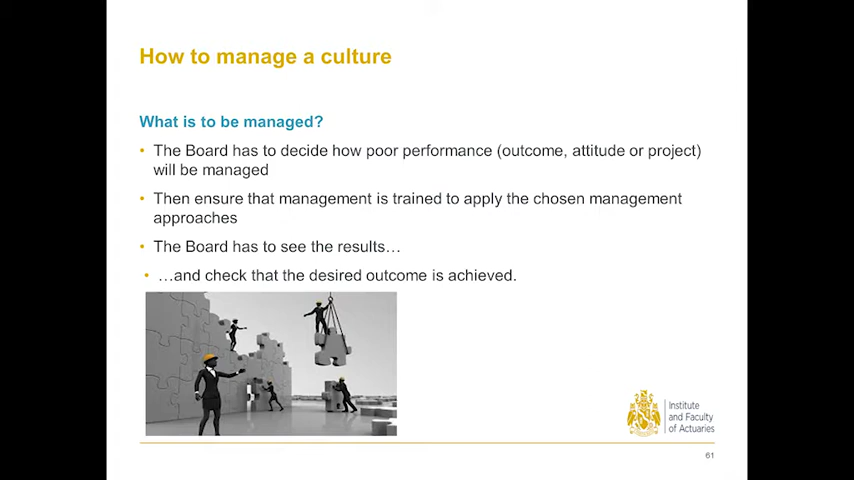 How to manage a culture
What is to be managed?
• The Board has to decide how poor performance (outcome, attitude or project)
will be managed
• Then ensure that management is trained to apply the chosen management
approaches
• The Board has to see the results…
• …and check that the desired outcome is achieved.
Institute
and Faculty
of Actuaries
61